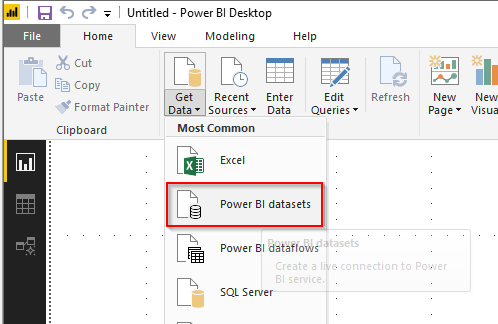 Untitled - Power BI Desktop
File Home View Modeling Help
Paste
Cut
Copy
Format Painter
Clipboard
Get Data
Recent Sources
Enter Data
Edit Queries
Refresh
New Page
New Visua
Most Common
Excel
Power BI datasets
Power BI dataflows
Power BI datasets
Create a live connection to Power
BI service.
SQL Server